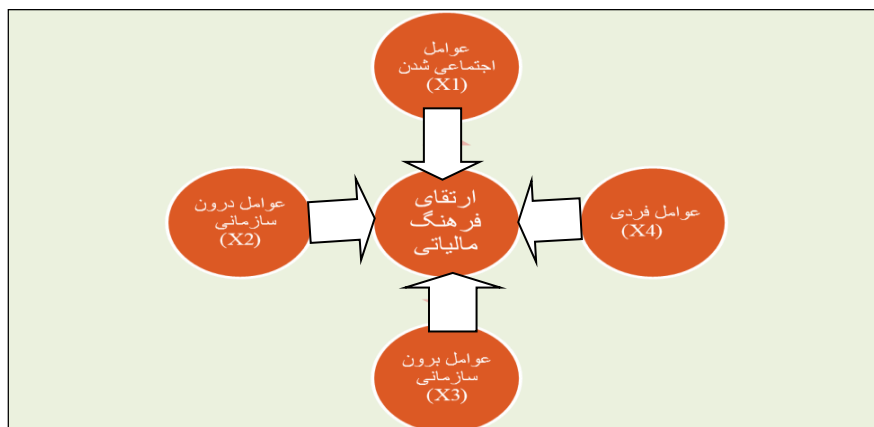 عوامل
اجتماعی شدن
(X1)
عوامل درون
سازمانی
(X2)
ارتقای
فرهنگ
مالیاتی
عوامل فردی
(X4)
عوامل برون
سازمانی
(X3)